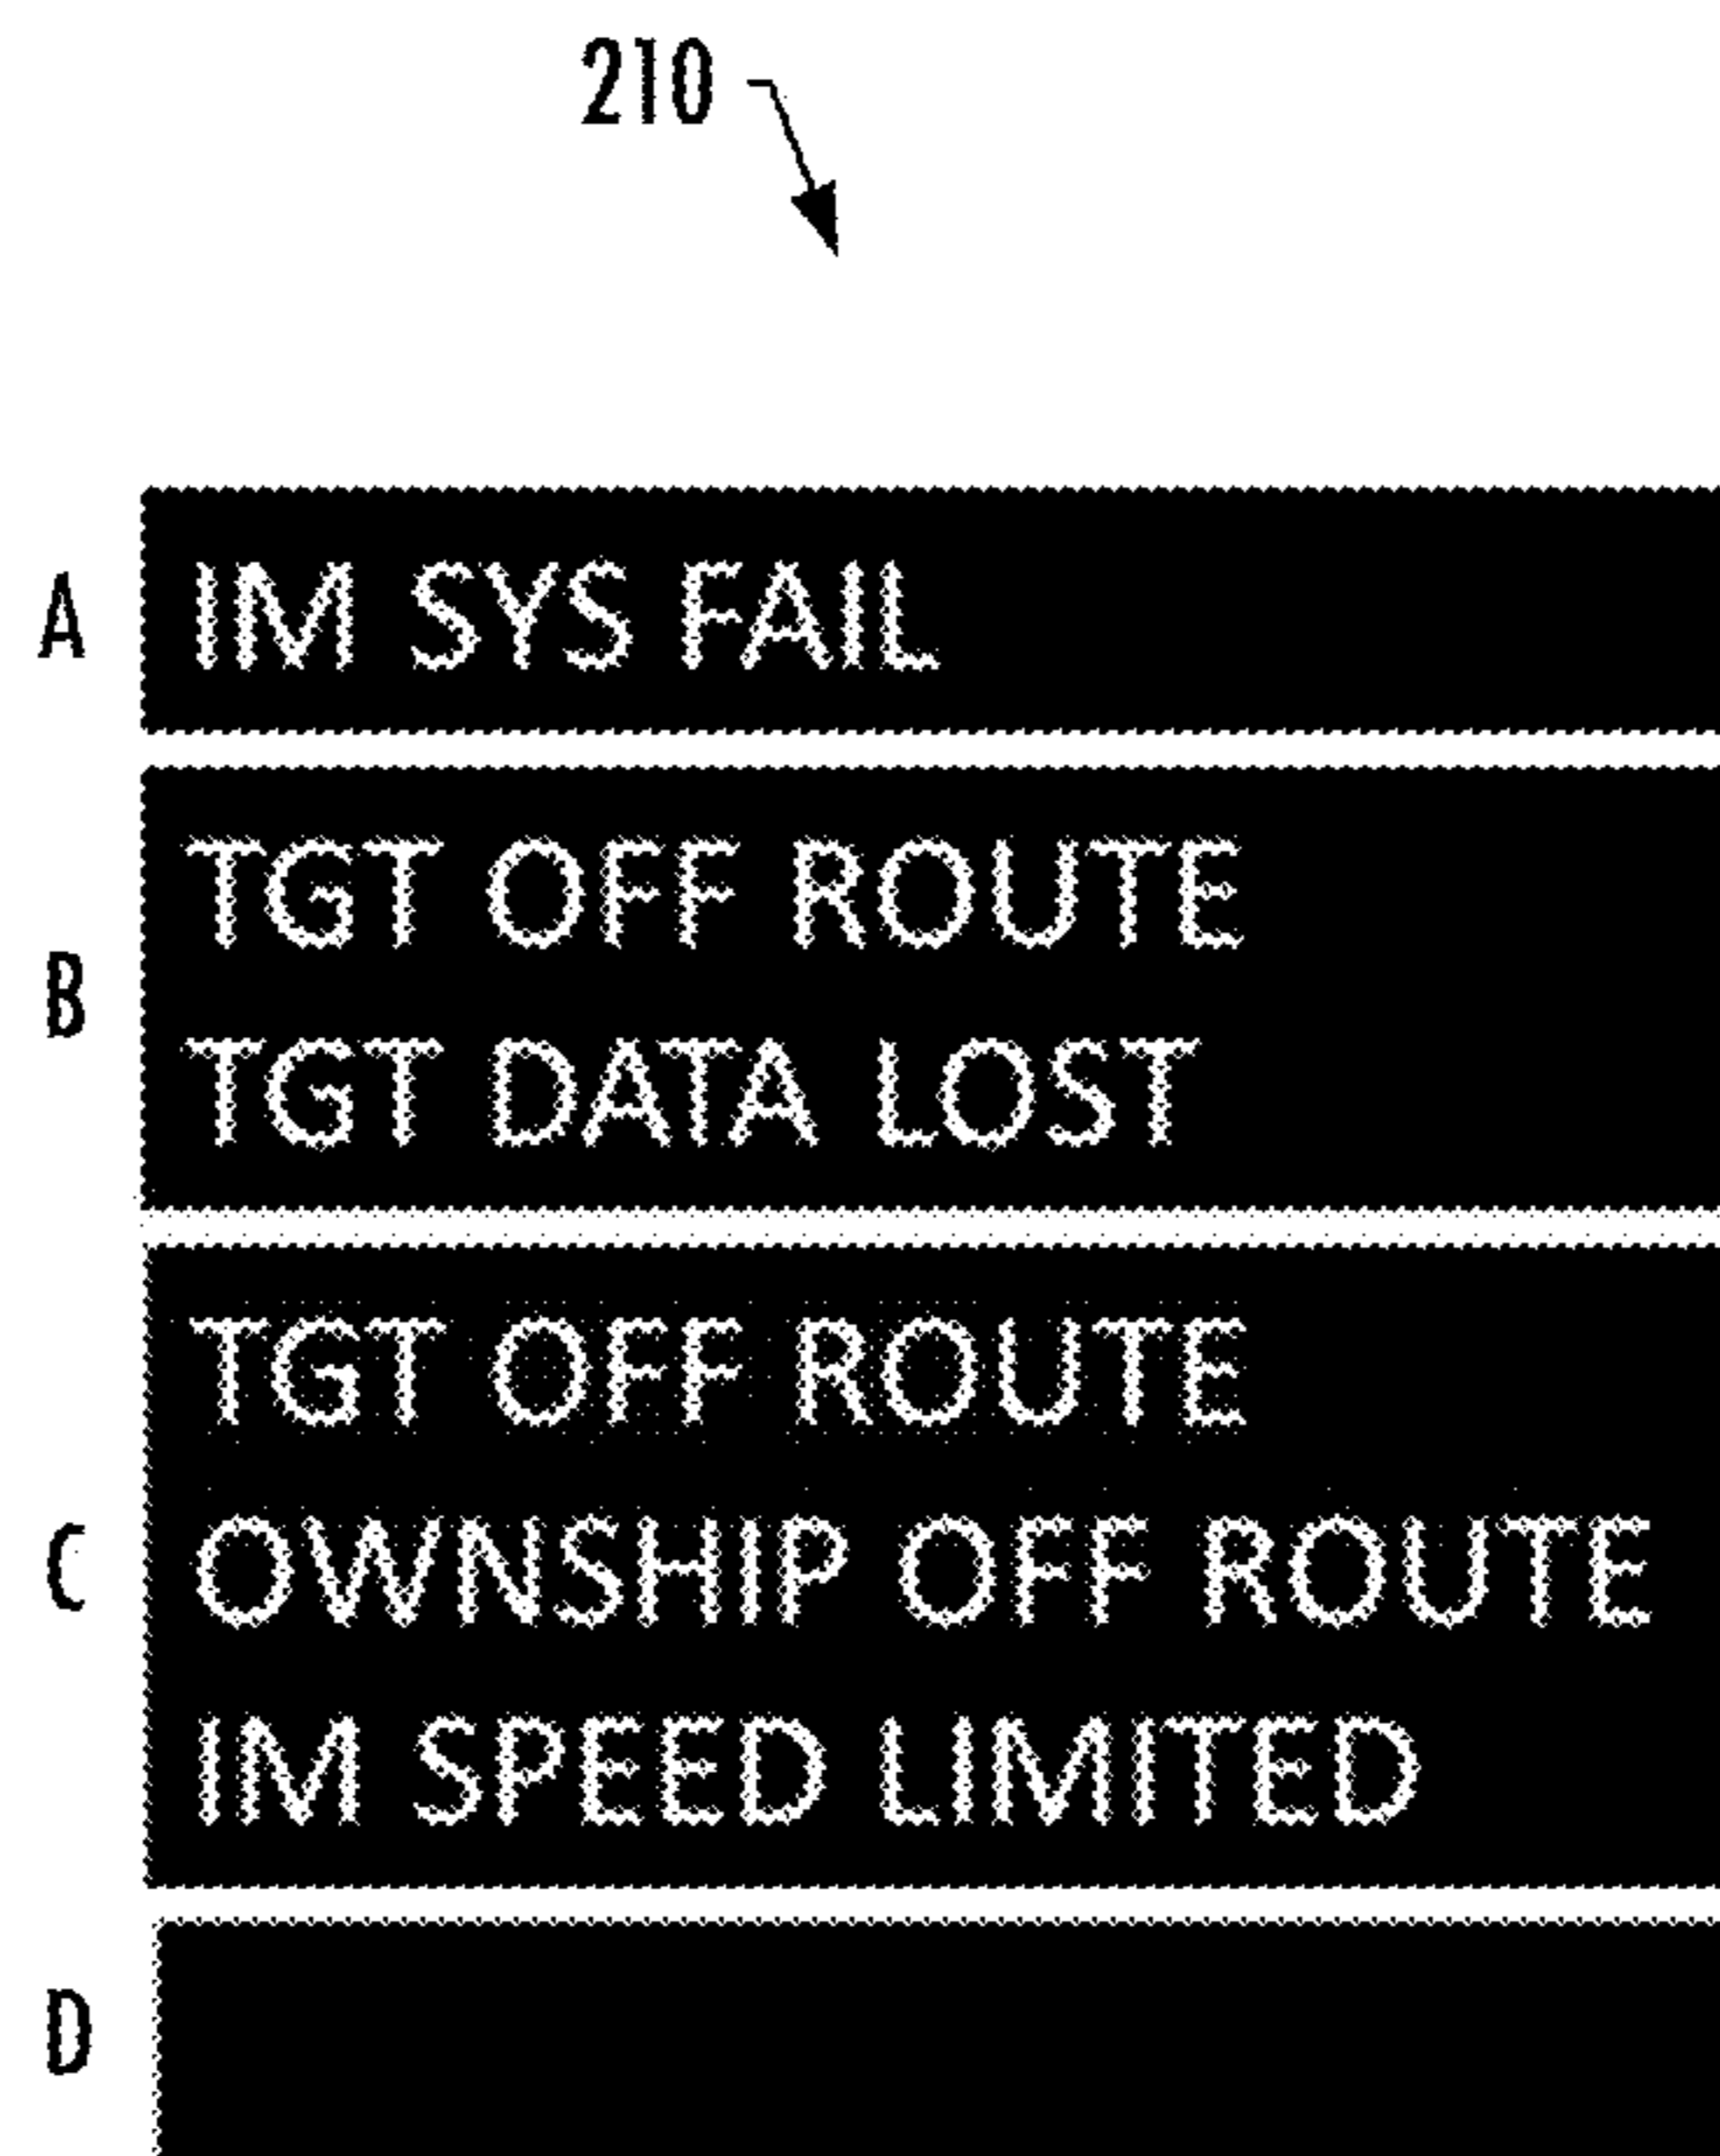 210
A
IM SYS FAIL
B
TGT OFF ROUTE
TGT DATA LOST
C
TGT OFF ROUTE
OWNSHIP OFF ROUTE
IM SPEED LIMITED
D